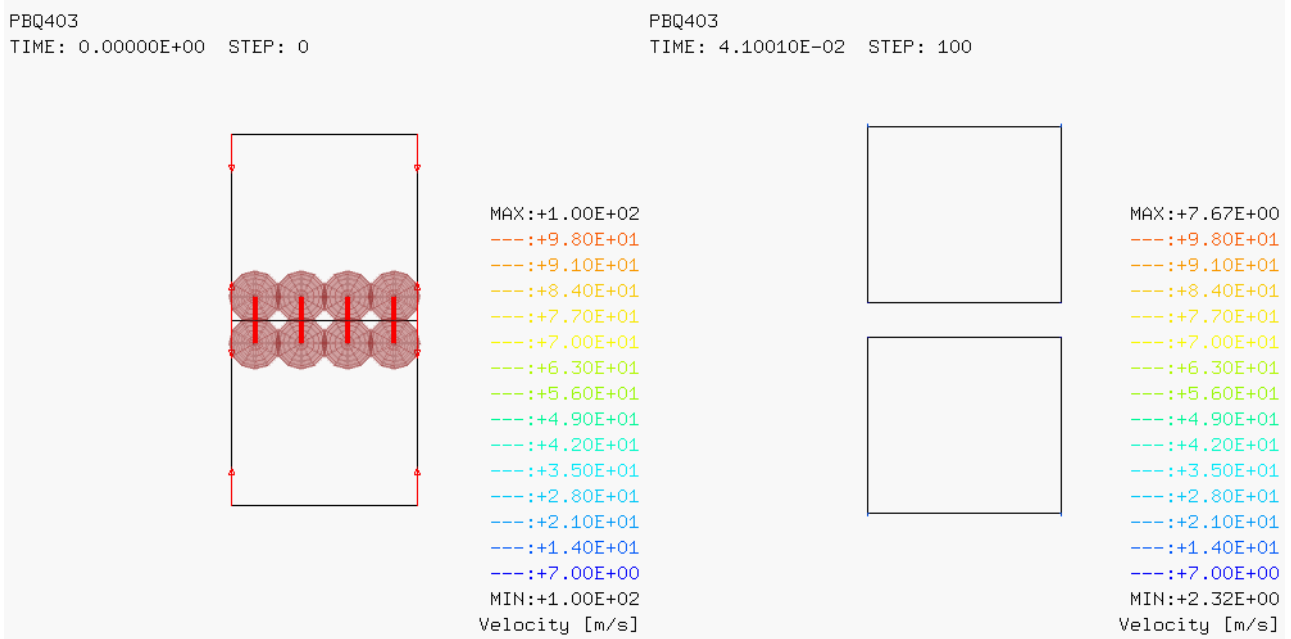 PBQ403
TIME: 0.00000E+00  STEP: 0
MAX:+1.00E+02
---:+9.80E+01
---:+9.10E+01
---:+8.40E+01
---:+7.70E+01
---:+7.00E+01
---:+6.30E+01
---:+5.60E+01
---:+4.90E+01
---:+4.20E+01
---:+3.50E+01
---:+2.80E+01
---:+2.10E+01
---:+1.40E+01
---:+7.00E+00
MIN:+1.00E+02
Velocity [m/s]
PBQ403
TIME: 4.10010E-02  STEP: 100
MAX:+7.67E+00
---:+9.80E+01
---:+9.10E+01
---:+8.40E+01
---:+7.70E+01
---:+7.00E+01
---:+6.30E+01
---:+5.60E+01
---:+4.90E+01
---:+4.20E+01
---:+3.50E+01
---:+2.80E+01
---:+2.10E+01
---:+1.40E+01
---:+7.00E+00
MIN:+2.32E+00
Velocity [m/s]